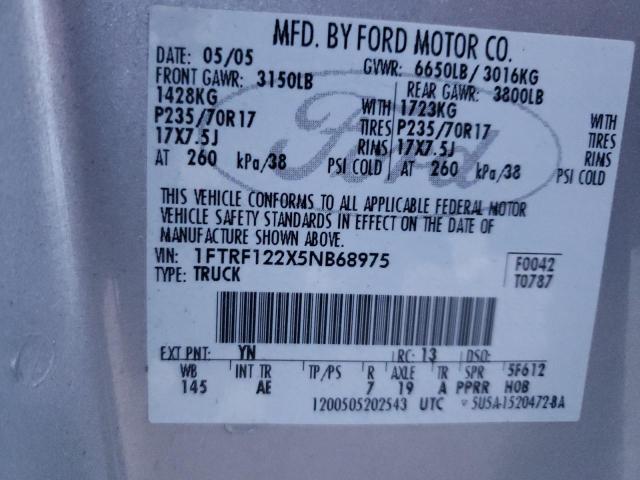 MFD. BY FORD MOTOR CO.
DATE: 05/05 GVWR: 6650LB/ 3016KG
FRONT GAWR: 3150LB REAR GAWR: 3800LB
1428KG WITH 1723KG WITH
P235/70R17 TIRES P235/70R17 TIRES
17X7.5J RIMS 17X7.5J RIMS
AT 260 kPa/38 PSI COLD AT 260 kPa/38 PSI COLD
Ford
THIS VEHICLE CONFORMS TO ALL APPLICABLE FEDERAL MOTOR
VEHICLE SAFETY STANDARDS IN EFFECT ON THE DATE OF
MANUFACTURE SHOWN ABOVE.
VIN: 1FTRF122X5NB68975 F0042
TYPE: TRUCK T0787
EXT PNT: YN RC: 13 DSO:
WB INT TR TP/PS R AXLE TR SPR 5F612
145 AE 7 19 A PPRR HOB
1200505202543 UTC 5U5A-1520472-BA